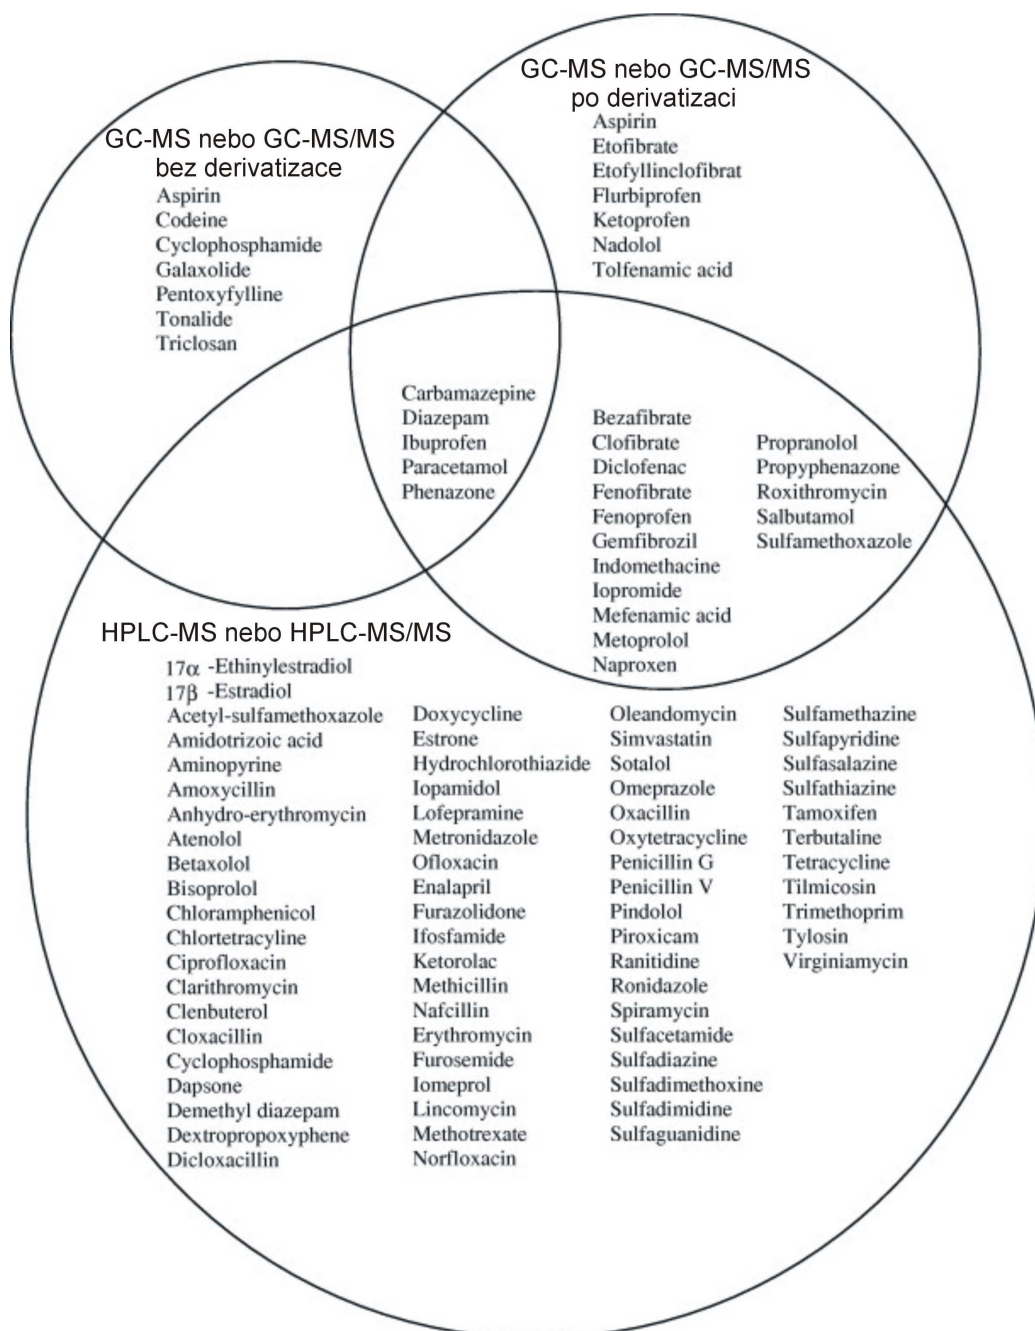 GC-MS nebo GC-MS/MS
po derivatizaci
Aspirin
Etofibrate
Etofyllinclofibrat
Flurbiprofen
Ketoprofen
Nadolol
Tolfenamic acid
GC-MS nebo GC-MS/MS
bez derivatizace
Aspirin
Codeine
Cyclophosphamide
Galaxolide
Pentoxyfylline
Tonalide
Triclosan
Carbamazepine
Diazepam
Ibuprofen
Paracetamol
Phenazone
Bezafibrate
Clofibrate
Diclofenac
Fenofibrate
Fenoprofen
Gemfibrozil
Indomethacine
Iopromide
Mefenamic acid
Metoprolol
Naproxen
Propranolol
Propyphenazone
Roxithromycin
Salbutamol
Sulfamethoxazole
HPLC-MS nebo HPLC-MS/MS
17α -Ethinylestradiol
17β -Estradiol
Acetyl-sulfamethoxazole
Amidotrizoic acid
Aminopyrine
Amoxycillin
Anhydro-erythromycin
Atenolol
Betaxolol
Bisoprolol
Chloramphenicol
Chlortetracyline
Ciprofloxacin
Clarithromycin
Clenbuterol
Cloxacillin
Cyclophosphamide
Dapsone
Demethyl diazepam
Dextropropoxyphene
Dicloxacillin
Doxycycline
Estrone
Hydrochlorothiazide
Iopamidol
Lofepramine
Metronidazole
Ofloxacin
Enalapril
Furazolidone
Ifosfamide
Ketorolac
Methicillin
Nafcillin
Erythromycin
Furosemide
Iomeprol
Lincomycin
Methotrexate
Norfloxacin
Oleandomycin
Simvastatin
Sotalol
Omeprazole
Oxacillin
Oxytetracycline
Penicillin G
Penicillin V
Pindolol
Piroxicam
Ranitidine
Ronidazole
Spiramycin
Sulfacetamide
Sulfadiazine
Sulfadimethoxine
Sulfadimidine
Sulfaguanidine
Sulfamethazine
Sulfapyridine
Sulfasalazine
Sulfathiazine
Tamoxifen
Terbutaline
Tetracycline
Tilmicosin
Trimethoprim
Tylosin
Virginiamycin